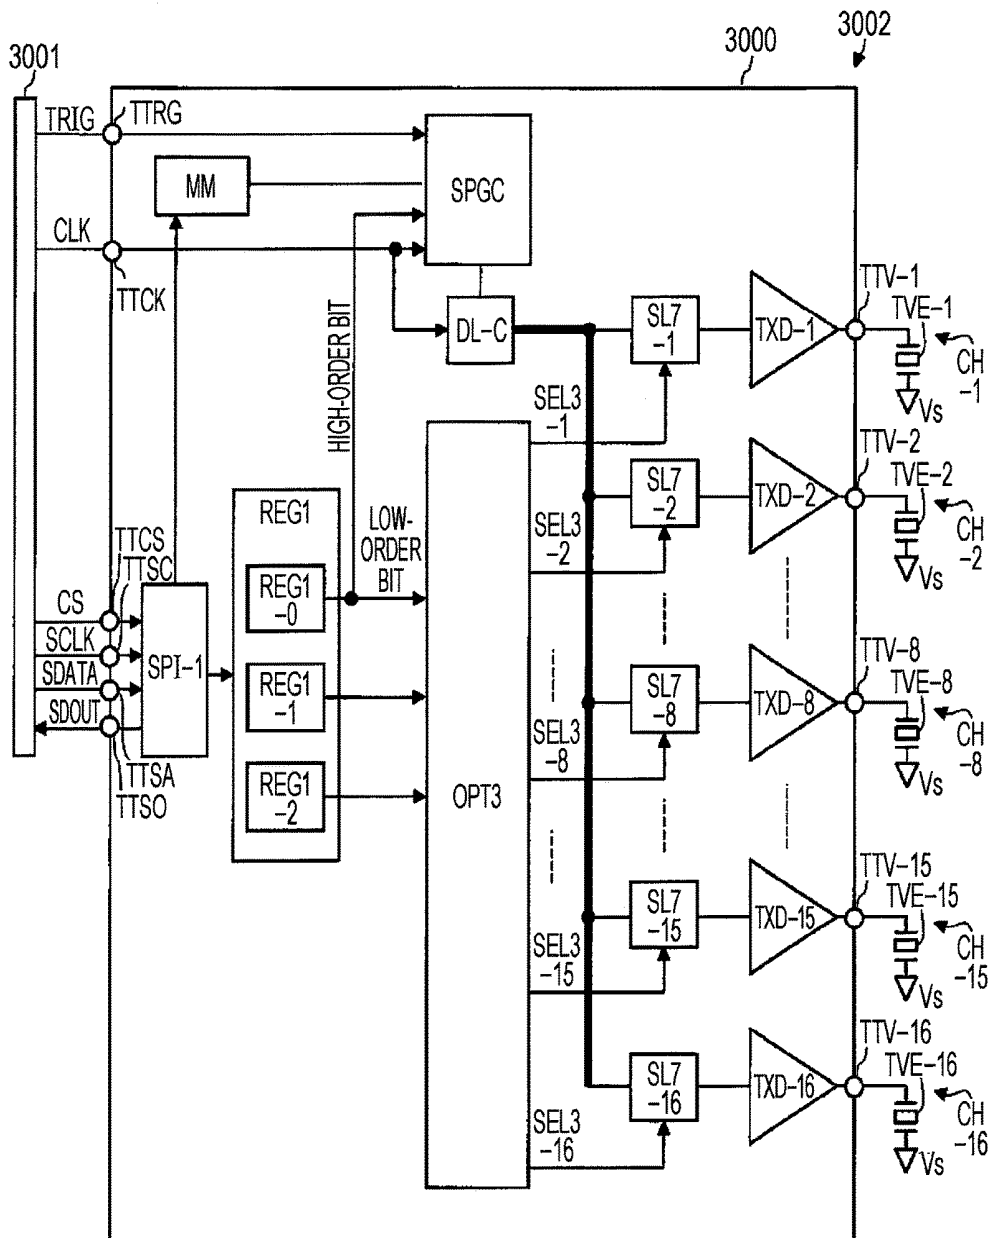 3002
3001
3000
TRIG
TTRG
MM
SPGC
CLK
TTCK
HIGH-ORDER BIT
DL-C
SL7
-1
TXD-1
TTV-1
TVE-1
CH
-1
Vs
SEL3
-1
SL7
-2
TXD-2
TTV-2
TVE-2
CH
-2
Vs
SEL3
-2
REG1
LOW-
ORDER
BIT
TTCS
TTSC
REG1
-0
CS
SCLK
SDATA
SDOUT
SPI-1
TTSA
TTSO
REG1
-1
REG1
-2
OPT3
SL7
-8
TXD-8
TTV-8
TVE-8
CH
-8
Vs
SEL3
-8
SL7
-15
TXD-15
TTV-15
TVE-15
CH
-15
Vs
SEL3
-15
SL7
-16
TXD-16
TTV-16
TVE-16
CH
-16
Vs
SEL3
-16